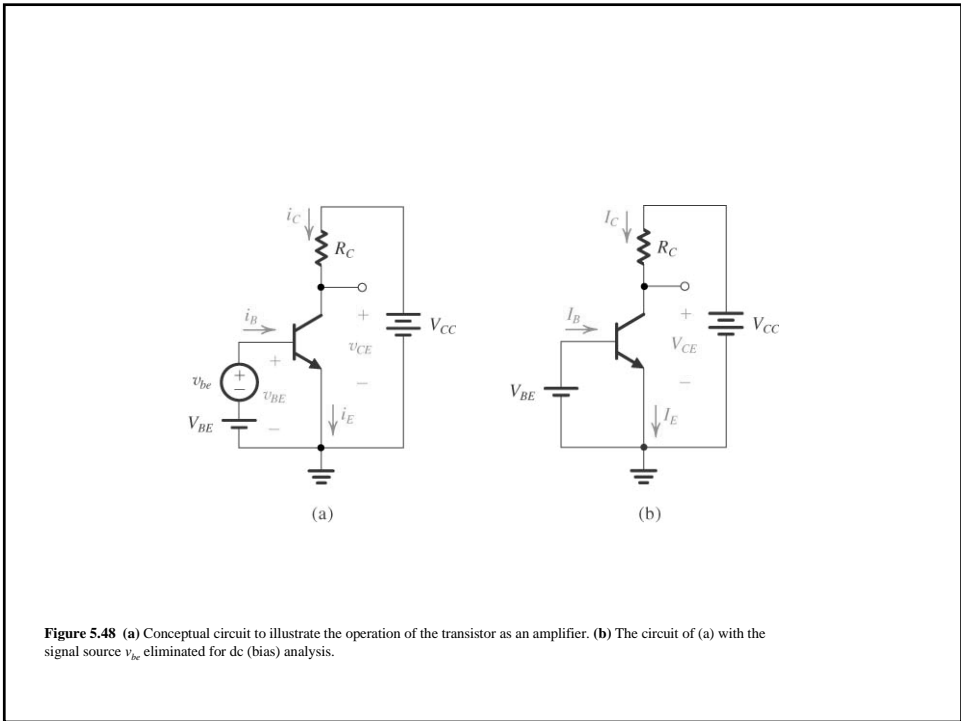 i_C
R_C
i_B
+
+
v_CE
V_CC
v_be
+
−
v_BE
−
V_BE
−
i_E
(a)
I_C
R_C
I_B
+
V_CE
V_CC
V_BE
−
I_E
(b)
Figure 5.48 (a) Conceptual circuit to illustrate the operation of the transistor as an amplifier. (b) The circuit of (a) with the
signal source v_be eliminated for dc (bias) analysis.